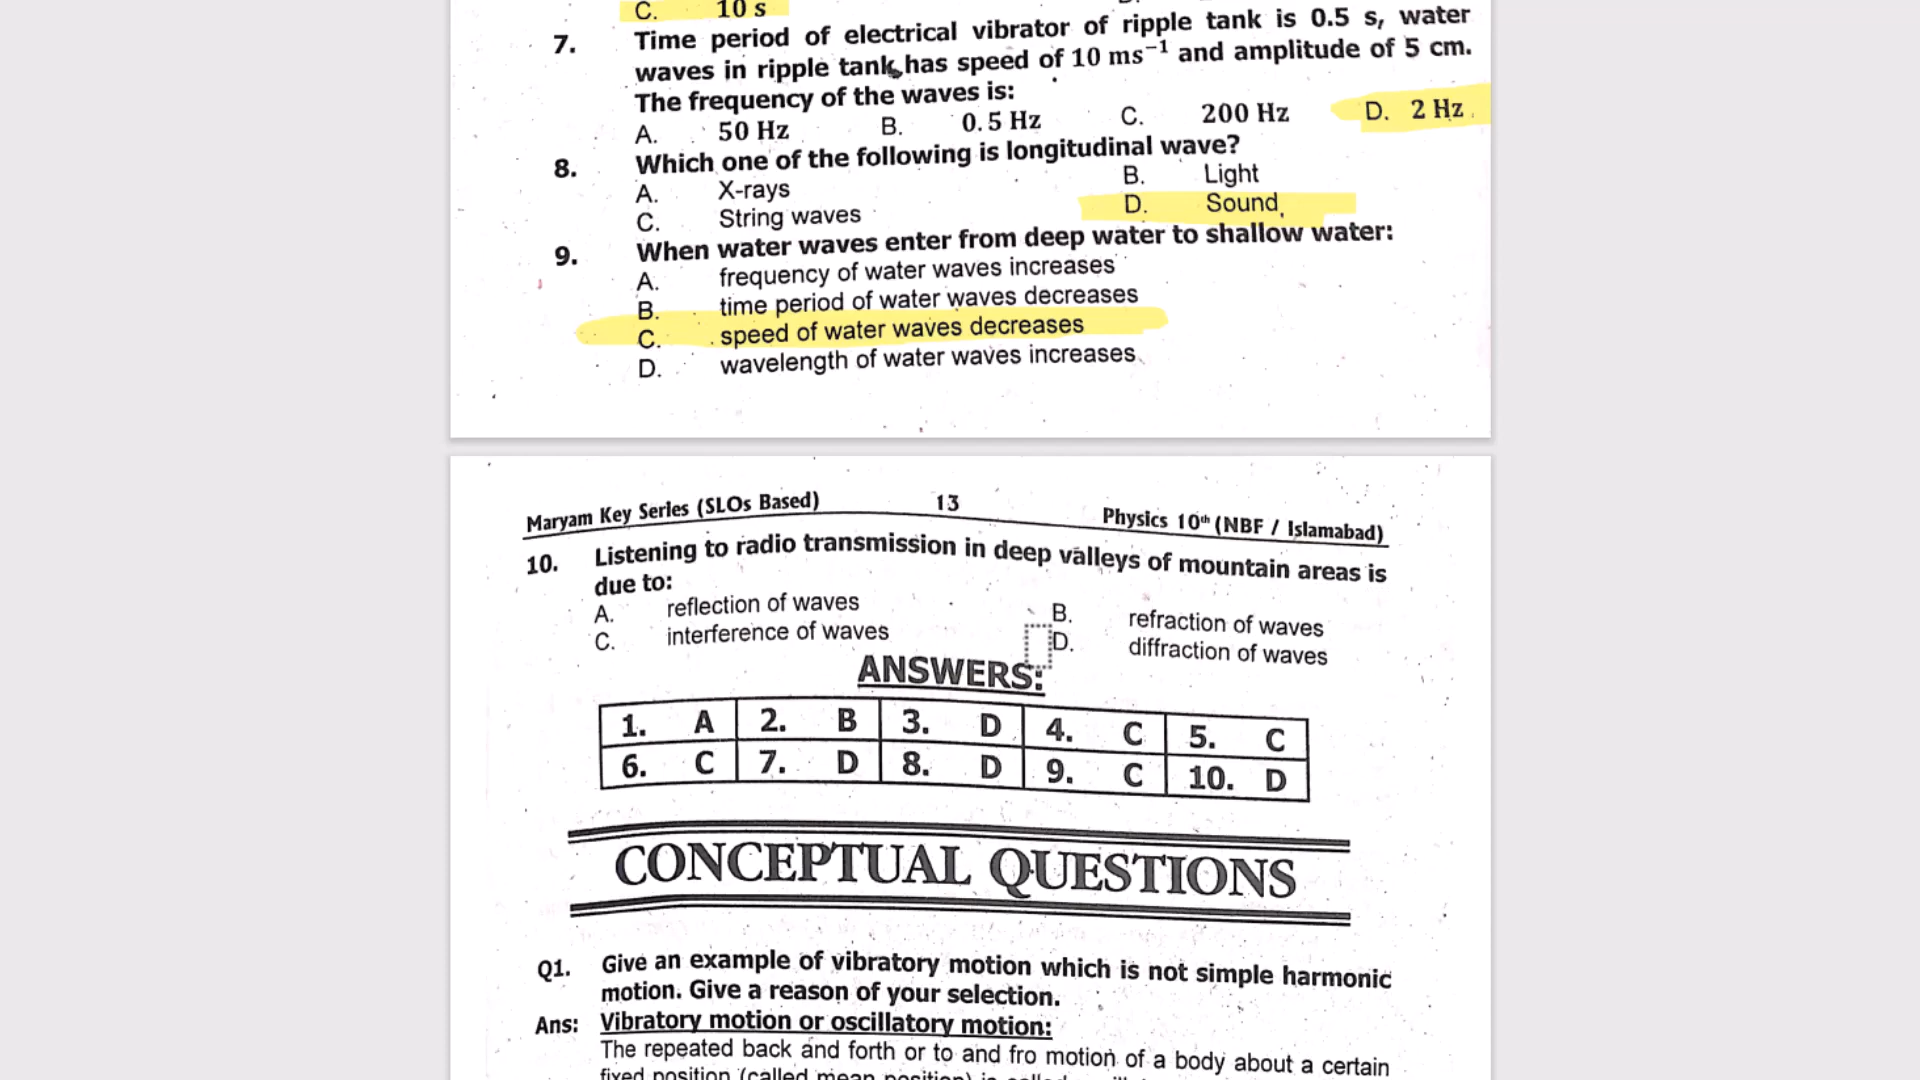 C. 10 s
7. Time period of electrical vibrator of ripple tank is 0.5 s, water
waves in ripple tank has speed of 10 ms⁻¹ and amplitude of 5 cm.
The frequency of the waves is:
A. 50 Hz B. 0.5 Hz C. 200 Hz D. 2 Hz
8. Which one of the following is longitudinal wave?
A. X-rays B. Light
C. String waves D. Sound
9. When water waves enter from deep water to shallow water:
A. frequency of water waves increases
B. time period of water waves decreases
C. speed of water waves decreases
D. wavelength of water waves increases
Maryam Key Series (SLOs Based) 13 Physics 10th (NBF / Islamabad)
10. Listening to radio transmission in deep valleys of mountain areas is
due to:
A. reflection of waves B. refraction of waves
C. interference of waves D. diffraction of waves
ANSWERS:
1. A 2. B 3. D 4. C 5. C
6. C 7. D 8. D 9. C 10. D
CONCEPTUAL QUESTIONS
Q1. Give an example of vibratory motion which is not simple harmonic
motion. Give a reason of your selection.
Ans: Vibratory motion or oscillatory motion:
The repeated back and forth or to and fro motion of a body about a certain
fixed position (called mean position) is